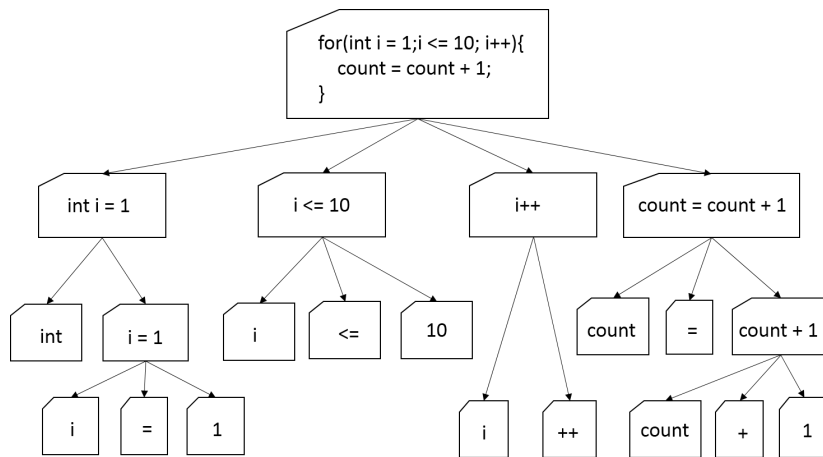 for(int i = 1;i <= 10; i++){
count = count + 1;
}
int i = 1
i <= 10
i++
count = count + 1
int
i = 1
i
<=
10
count
=
count + 1
i
=
1
i
++
count
+
1